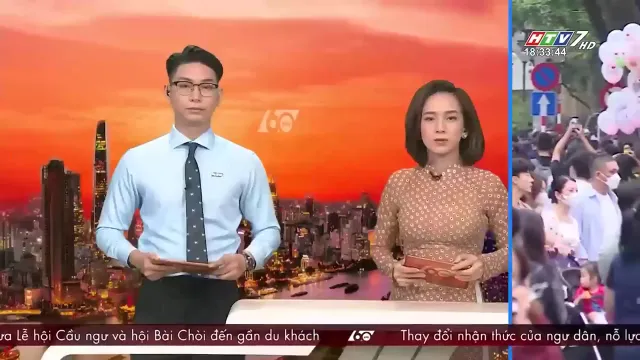 HTV7 HD
18:33:44
60
ưa Lễ hội Cầu ngư và hội Bài Chòi đến gần du khách 60 Thay đổi nhận thức của ngư dân, nỗ lự